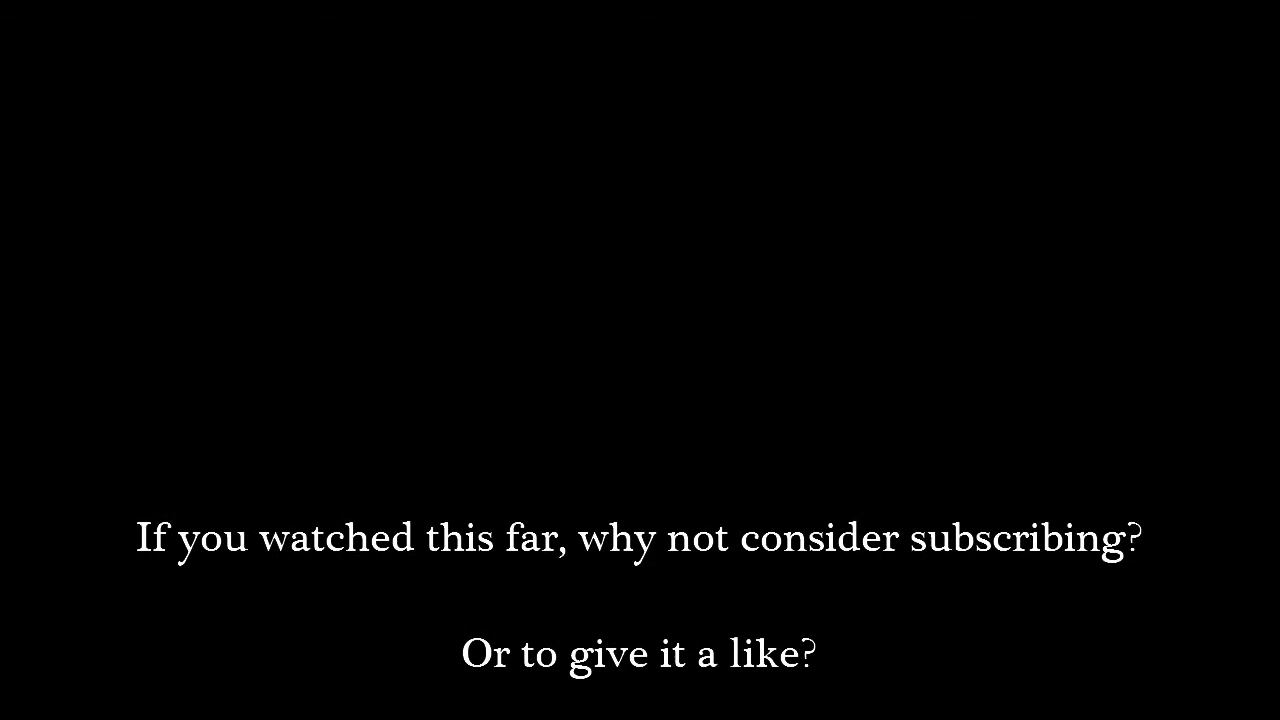 If you watched this far, why not consider subscribing?
Or to give it a like?